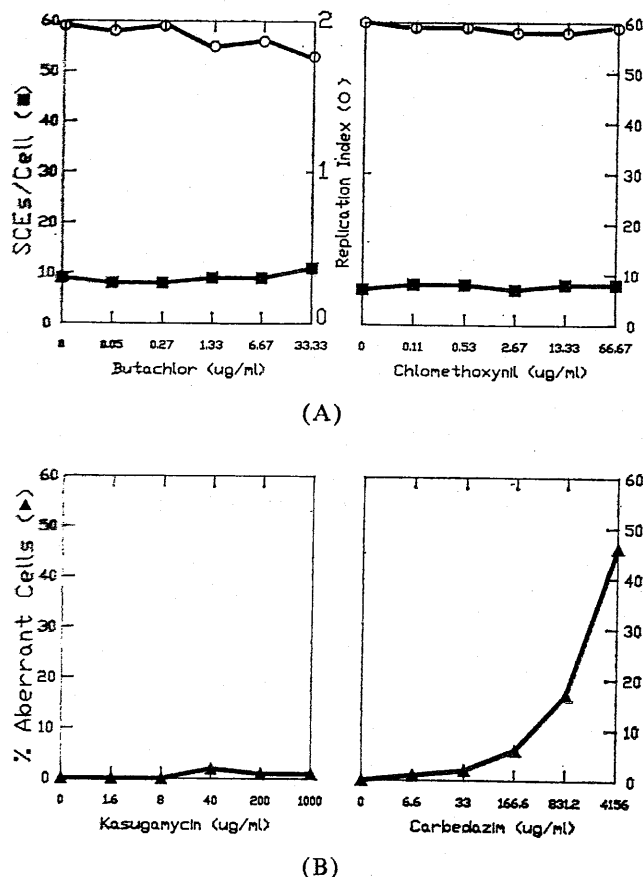 SCEs/Cell (■)
60
50
40
30
20
10
0
2
1
0
0 0.05 0.27 1.33 6.67 33.33
Butachlor (ug/ml)
Replication Index (O)
60
50
40
30
20
10
0
0 0.11 0.53 2.67 13.33 66.67
Chlomethoxynil (ug/ml)
(A)
% Aberrant Cells (▲)
60
50
40
30
20
10
0
0 1.6 8 40 200 1000
Kasugamycin (ug/ml)
60
50
40
30
20
10
0
0 6.6 33 166.6 831.2 4156
Carbedazim (ug/ml)
(B)